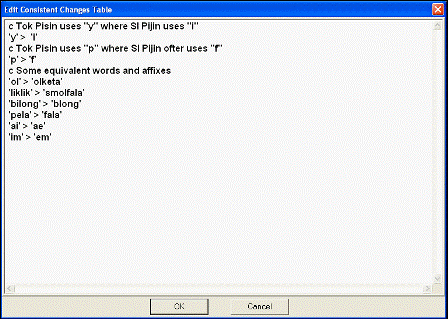 Edit Consistent Changes Table
c Tok Pisin uses "y" where SI Pijin uses "i"
'y' > 'i'
c Tok Pisin uses "p" where SI Pijin ofter uses "f"
'p' > 'f'
c Some equivalent words and affixes
'ol' > 'olketa'
'liklik' > 'smolfala'
'bilong' > 'blong'
'pela' > 'fala'
'ai' > 'ae'
'im' > 'em'
OK
Cancel